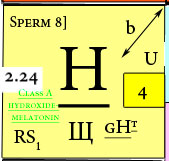 Sperm 8]
b
H
U
2.24
4
Class A
hydroxide-
melatonin
RS1
Щ
gHt